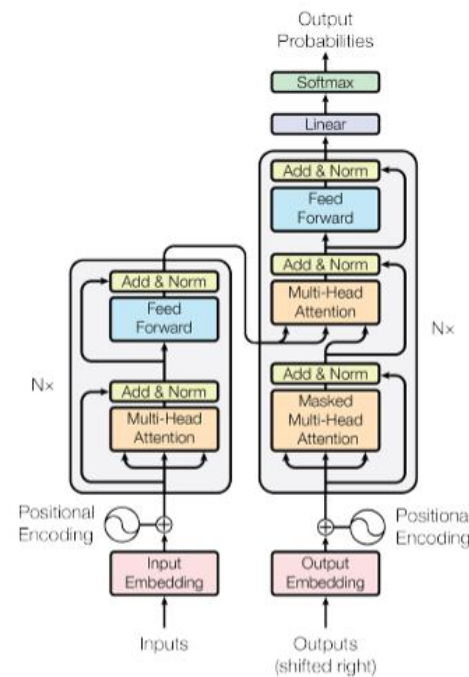 Output
Probabilities
Softmax
Linear
Add & Norm
Feed
Forward
Add & Norm
Multi-Head
Attention
Add & Norm
Masked
Multi-Head
Attention
Nx
Add & Norm
Feed
Forward
Add & Norm
Multi-Head
Attention
Nx
Positional
Encoding
Positiona
Encoding
Input
Embedding
Output
Embedding
Inputs
Outputs
(shifted right)